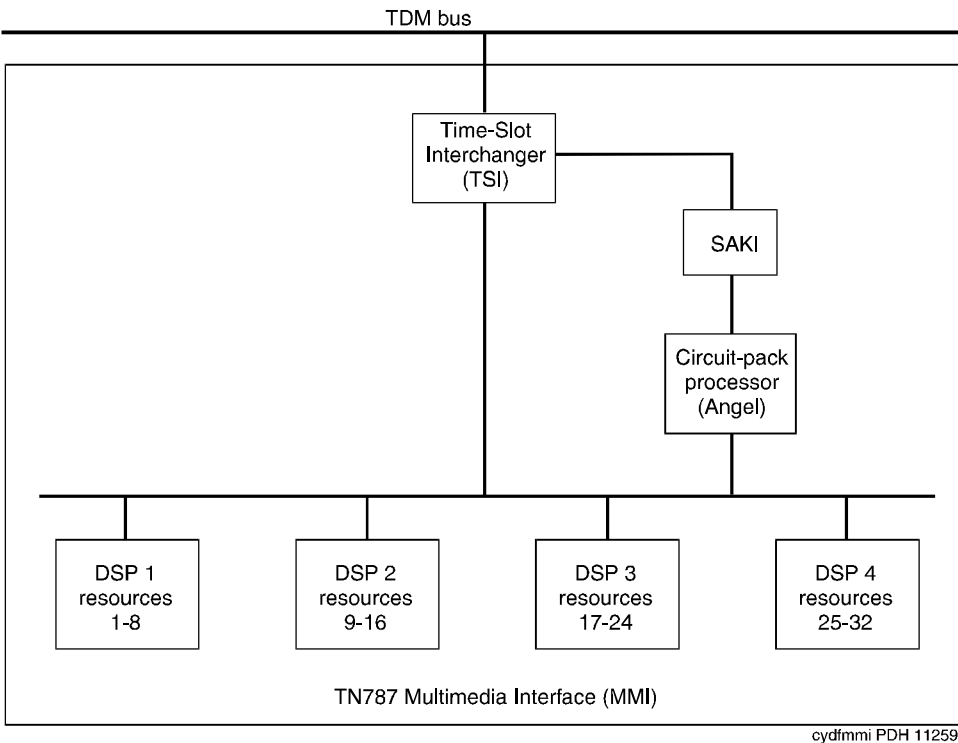 TDM bus
Time-Slot
Interchanger
(TSI)
SAKI
Circuit-pack
processor
(Angel)
DSP 1
resources
1-8
DSP 2
resources
9-16
DSP 3
resources
17-24
DSP 4
resources
25-32
TN787 Multimedia Interface (MMI)
cydfmmi PDH 11259